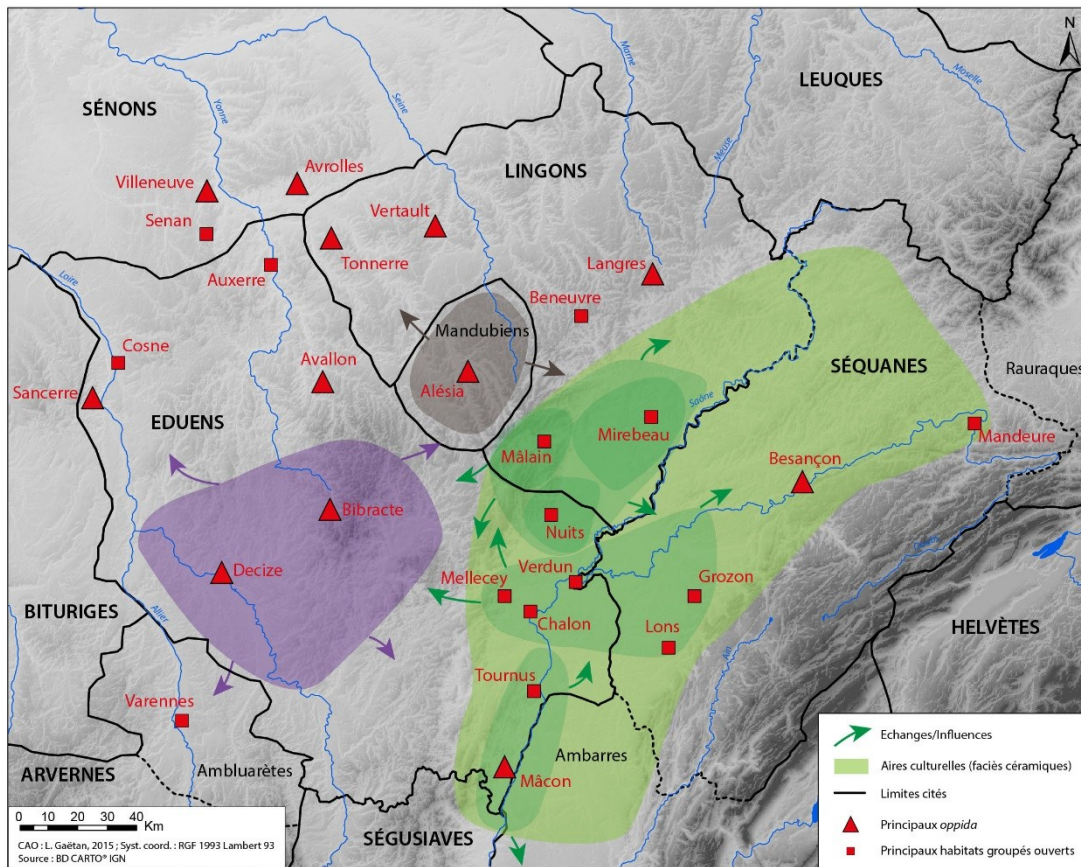 N
LEUQUES
SÉNONS
Yonne
Seine
Marne
Meuse
Moselle
LINGONS
Avrolles
Villeneuve
Senan
Vertault
Tonnerre
Auxerre
Langres
Loire
Beneuvre
Mandubiens
Cosne
Avallon
Alésia
SÉQUANES
Rauraques
Sancerre
EDUENS
Saône
Mirebeau
Mandeure
Mâlain
Besançon
Bibracte
Nuits
Doubs
Decize
Verdun
Mellecey
Grozon
BITURIGES
Allier
Chalon
HELVÈTES
Lons
Ain
Tournus
Varennes
Ambarres
Mâcon
ARVERNES
Ambluarètes
SÉGUSIAVES
Echanges/Influences
Aires culturelles (faciès céramiques)
Limites cités
Principaux oppida
Principaux habitats groupés ouverts
0 10 20 30 40
Km
CAO : L. Gaëtan, 2015 ; Syst. coord. : RGF 1993 Lambert 93
Source : BD CARTO® IGN